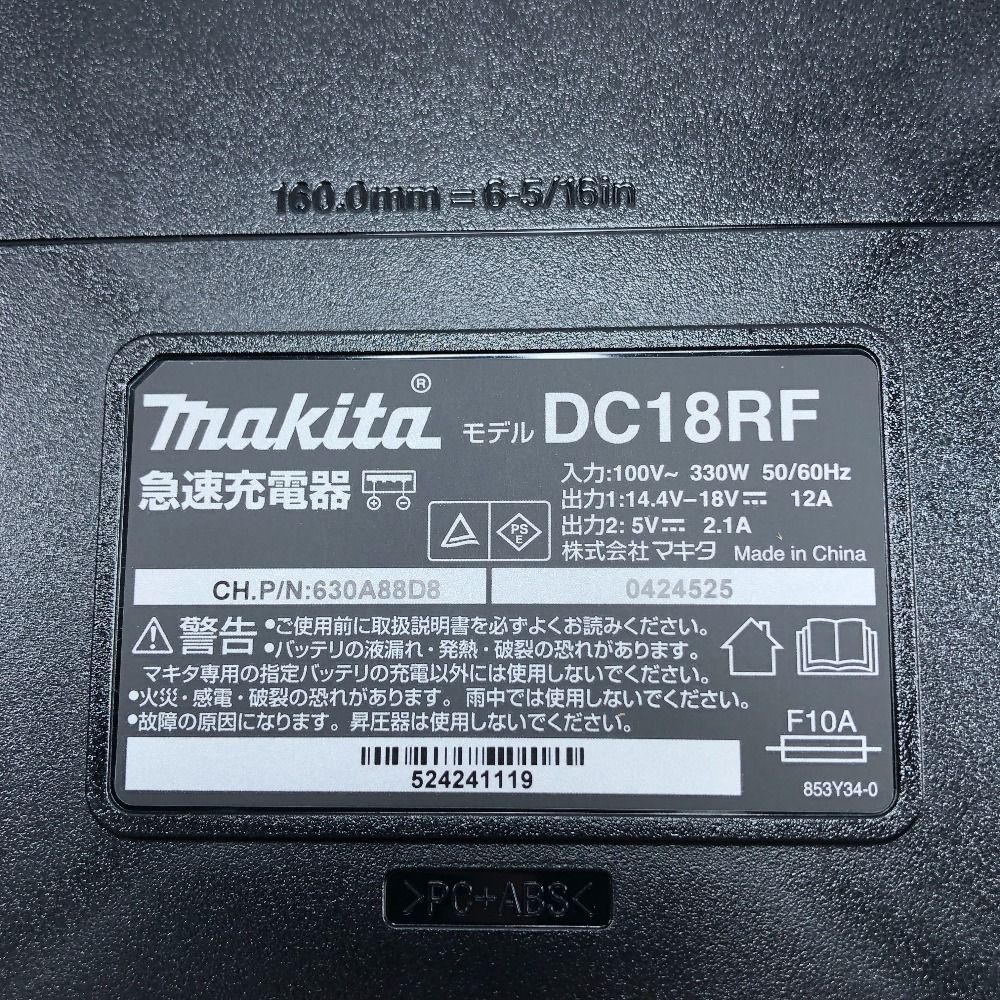 160.0mm = 6-5/16in
makita® モデル DC18RF
急速充電器
入力:100V~ 330W 50/60Hz
出力1:14.4V-18V⎓ 12A
出力2: 5V⎓ 2.1A
PS
E
株式会社 マキタ Made in China
CH.P/N:630A88D8
0424525
⚠警告 •ご使用前に取扱説明書を必ずよくお読みください。
•バッテリの液漏れ・発熱・破裂の恐れがあります。
マキタ専用の指定バッテリの充電以外には使用しないでください。
•火災・感電・破裂の恐れがあります。雨中では使用しないでください。
•故障の原因になります。昇圧器は使用しないでください。
F10A
524241119
853Y34-0
>PC+ABS<